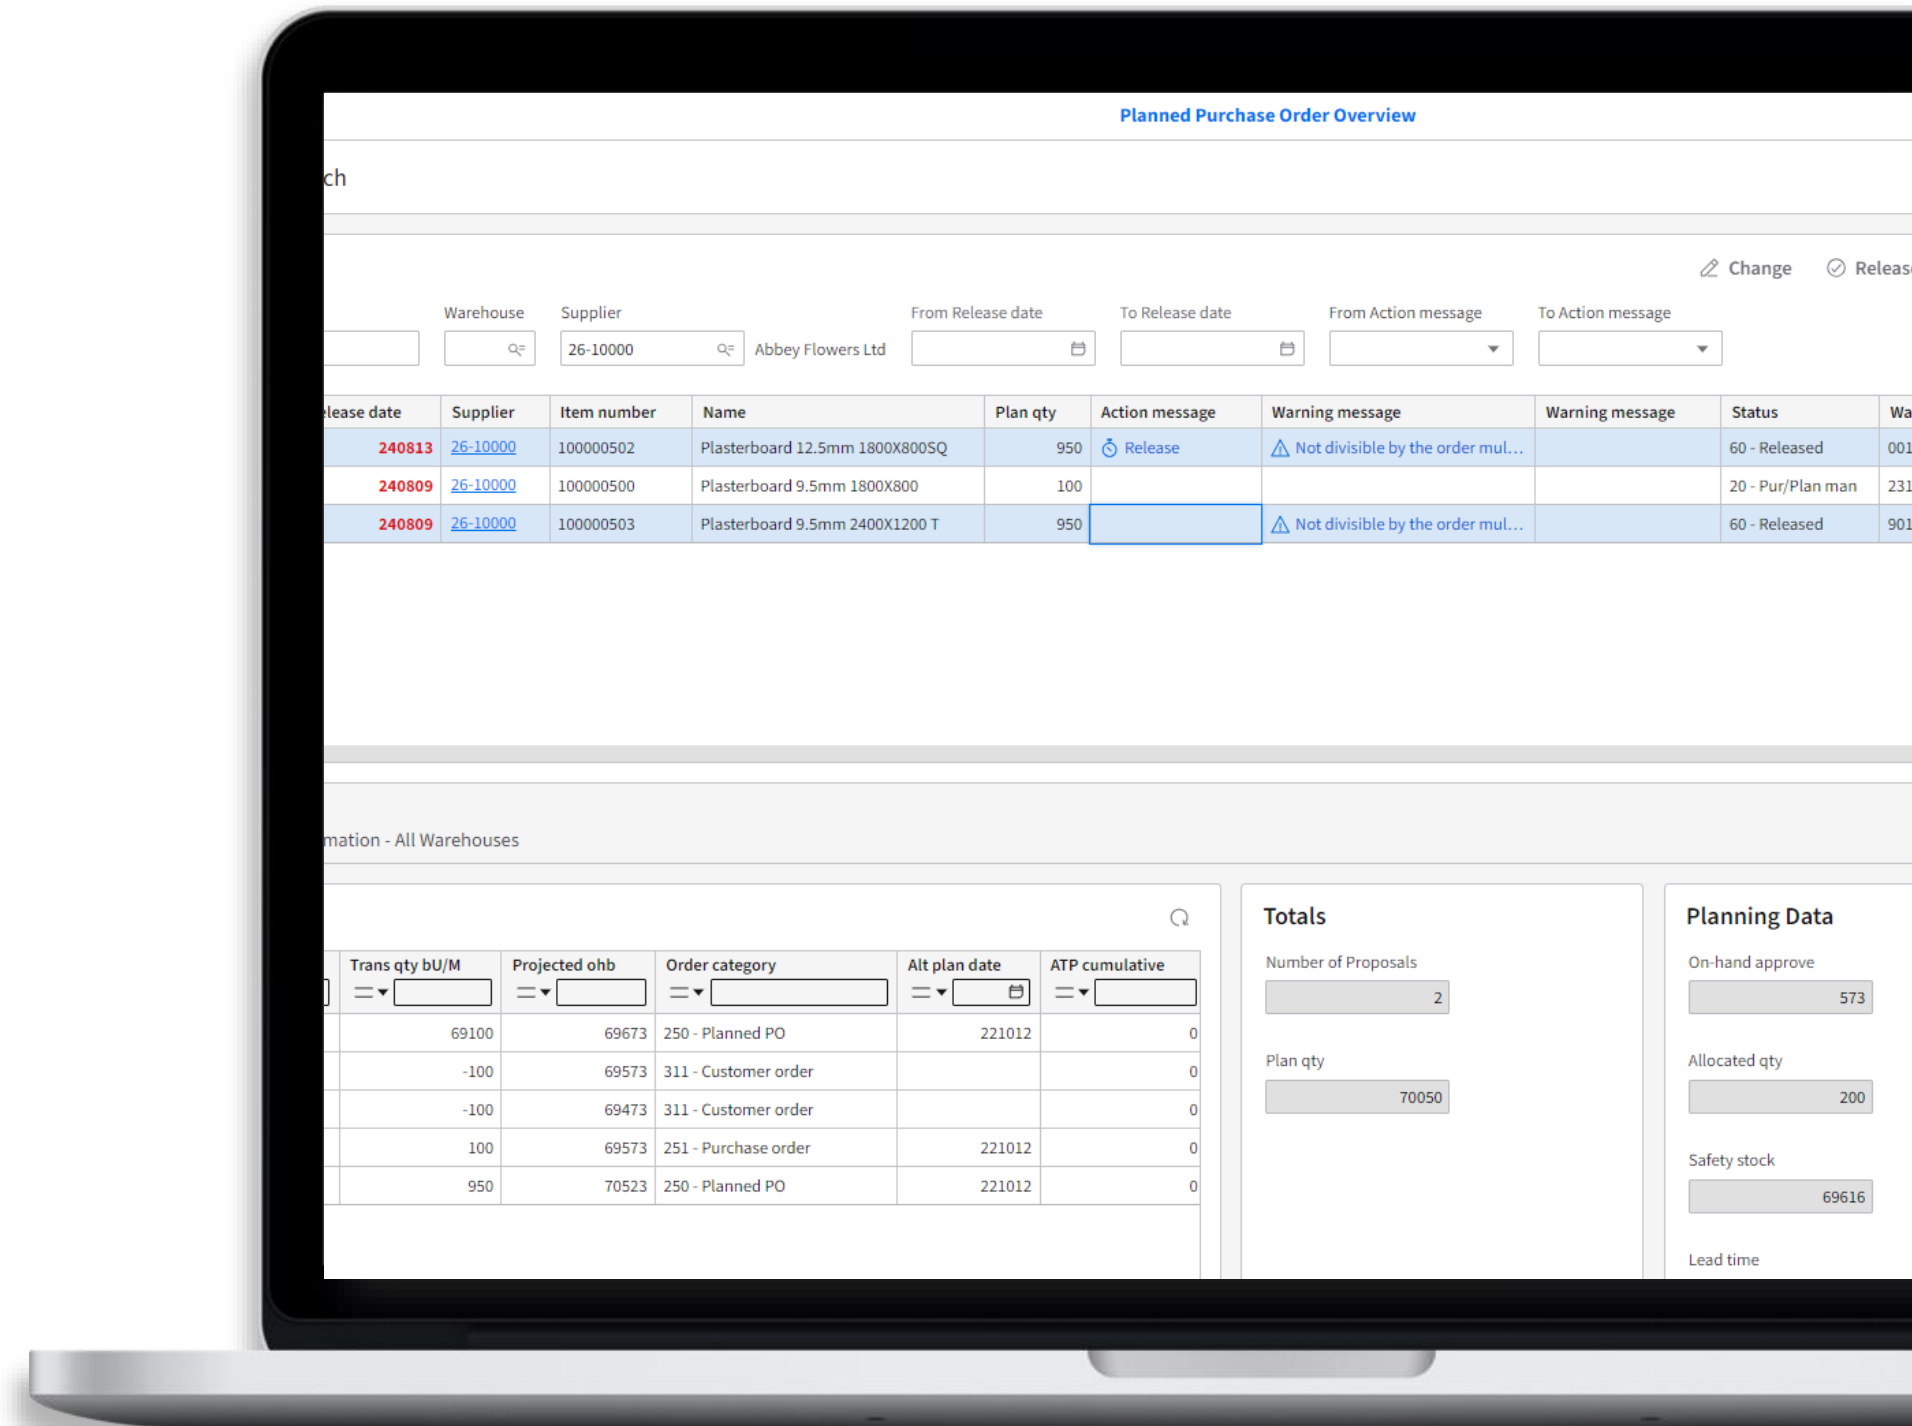 Planned Purchase Order Overview
ch
Change Releas
Warehouse Supplier From Release date To Release date From Action message To Action message
26-10000 Abbey Flowers Ltd
elease date Supplier Item number Name Plan qty Action message Warning message Warning message Status Wa
240813 26-10000 100000502 Plasterboard 12.5mm 1800X800SQ 950 Release Not divisible by the order mul... 60 - Released 001
240809 26-10000 100000500 Plasterboard 9.5mm 1800X800 100 20 - Pur/Plan man 231
240809 26-10000 100000503 Plasterboard 9.5mm 2400X1200 T 950 Not divisible by the order mul... 60 - Released 901
mation - All Warehouses
Totals
Planning Data
Trans qty bU/M Projected ohb Order category Alt plan date ATP cumulative
69100 69673 250 - Planned PO 221012 0
-100 69573 311 - Customer order 0
-100 69473 311 - Customer order 0
100 69573 251 - Purchase order 221012 0
950 70523 250 - Planned PO 221012 0
Number of Proposals
2
Plan qty
70050
On-hand approve
573
Allocated qty
200
Safety stock
69616
Lead time